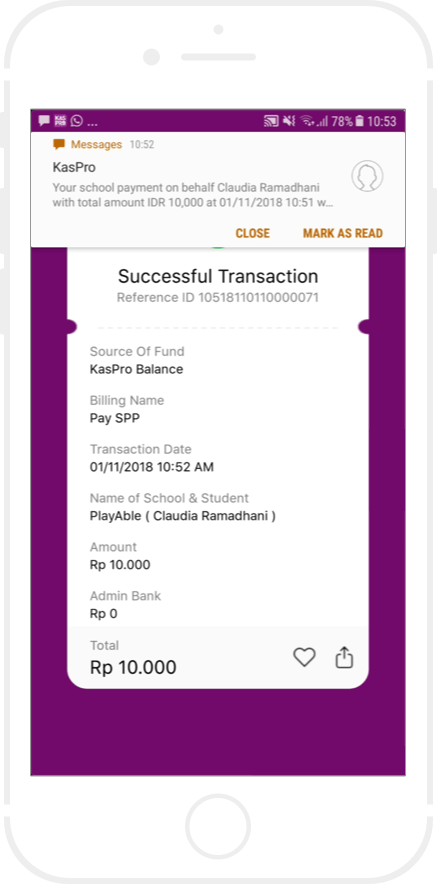 ... 78% 10:53
Messages 10:52
KasPro
Your school payment on behalf Claudia Ramadhani
with total amount IDR 10,000 at 01/11/2018 10:51 w...
CLOSE MARK AS READ
Successful Transaction
Reference ID 10518110110000071
Source Of Fund
KasPro Balance
Billing Name
Pay SPP
Transaction Date
01/11/2018 10:52 AM
Name of School & Student
PlayAble ( Claudia Ramadhani )
Amount
Rp 10.000
Admin Bank
Rp 0
Total
Rp 10.000